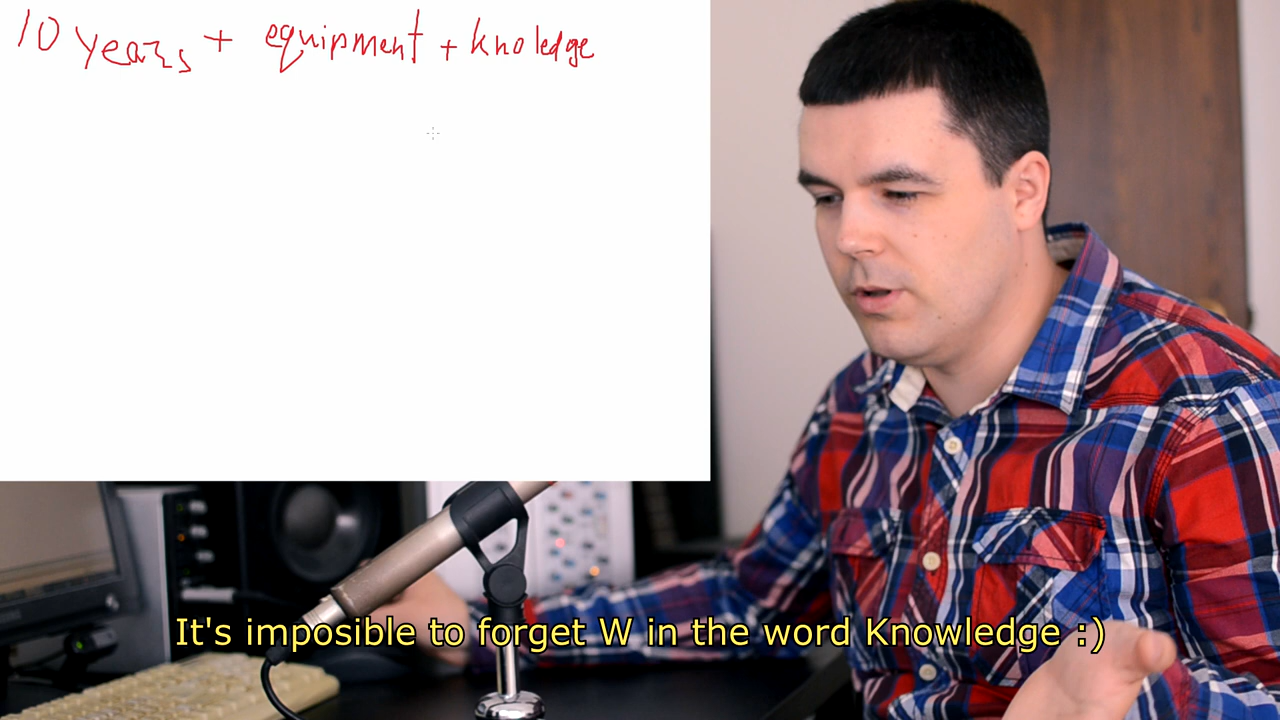 10 years + equipment + knoledge
It's imposible to forget W in the word Knowledge :)